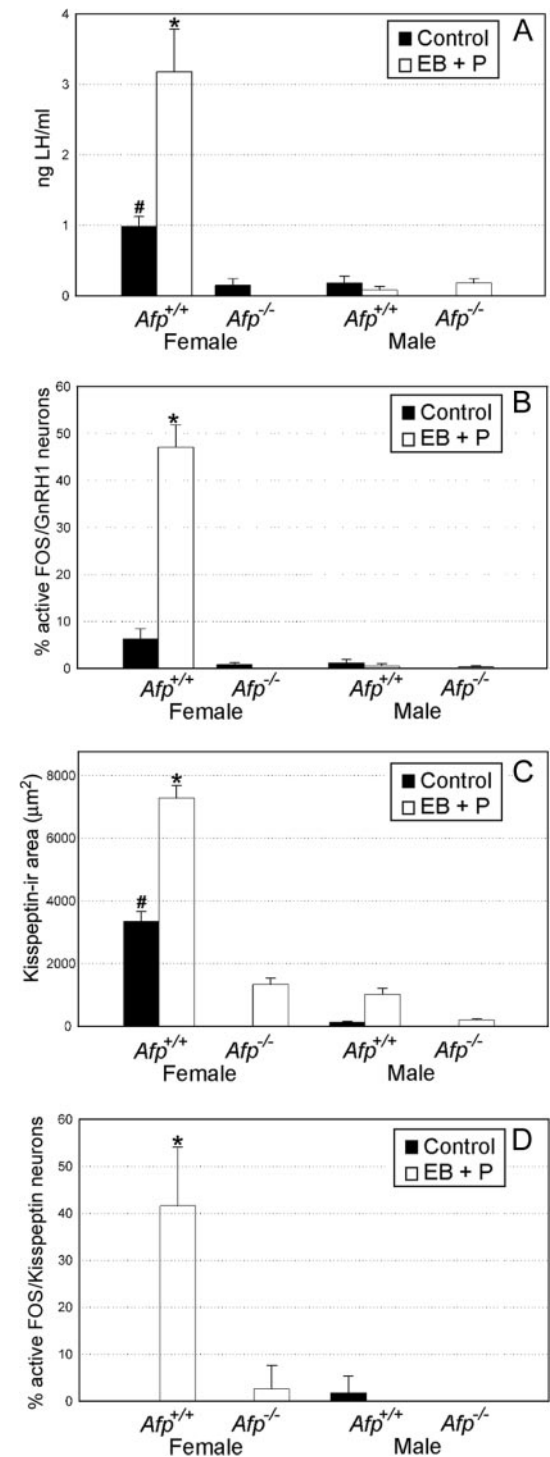 A
■ Control
□ EB + P
ng LH/ml
4
3
2
1
0
*
#
Afp+/+ Afp-/- Afp+/+ Afp-/-
Female Male
B
■ Control
□ EB + P
% active FOS/GnRH1 neurons
60
50
40
30
20
10
0
*
Afp+/+ Afp-/- Afp+/+ Afp-/-
Female Male
C
■ Control
□ EB + P
Kisspeptin-ir area (μm²)
8000
6000
4000
2000
0
*
#
Afp+/+ Afp-/- Afp+/+ Afp-/-
Female Male
D
■ Control
□ EB + P
% active FOS/Kisspeptin neurons
60
50
40
30
20
10
0
*
Afp+/+ Afp-/- Afp+/+ Afp-/-
Female Male